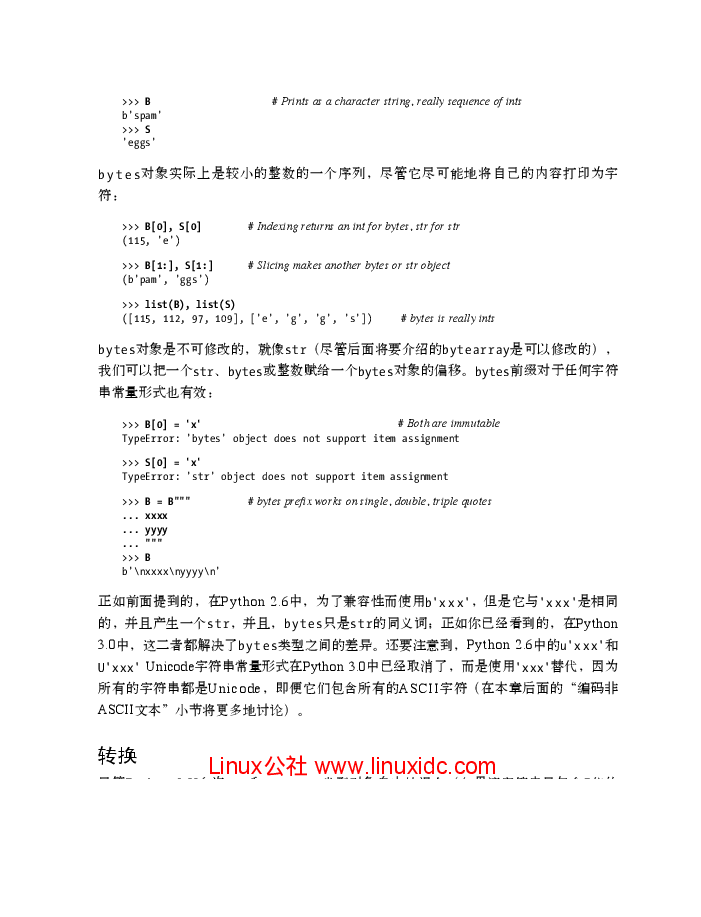 >>> B # Prints as a character string, really sequence of ints
b'spam'
>>> S
'eggs'
bytes对象实际上是较小的整数的一个序列，尽管它尽可能地将自己的内容打印为字
符：
>>> B[0], S[0] # Indexing returns an int for bytes, str for str
(115, 'e')
>>> B[1:], S[1:] # Slicing makes another bytes or str object
(b'pam', 'ggs')
>>> list(B), list(S)
([115, 112, 97, 109], ['e', 'g', 'g', 's']) # bytes is really ints
bytes对象是不可修改的，就像str（尽管后面将要介绍的bytearray是可以修改的），
我们可以把一个str、bytes或整数赋给一个bytes对象的偏移。bytes前缀对于任何字符
串常量形式也有效：
>>> B[0] = 'x' # Both are immutable
TypeError: 'bytes' object does not support item assignment
>>> S[0] = 'x'
TypeError: 'str' object does not support item assignment
>>> B = B""" # bytes prefix works on single, double, triple quotes
... xxxx
... yyyy
... """
>>> B
b'\nxxxx\nyyyy\n'
正如前面提到的，在Python 2.6中，为了兼容性而使用b'xxx'，但是它与'xxx'是相同
的，并且产生一个str，并且，bytes只是str的同义词；正如你已经看到的，在Python
3.0中，这二者都解决了bytes类型之间的差异。还要注意到，Python 2.6中的u'xxx'和
U'xxx' Unicode字符串常量形式在Python 3.0中已经取消了，而是使用'xxx'替代，因为
所有的字符串都是Unicode，即便它们包含所有的ASCII字符（在本章后面的“编码非
ASCII文本”小节将更多地讨论）。
转换
Linux公社 www.linuxidc.com